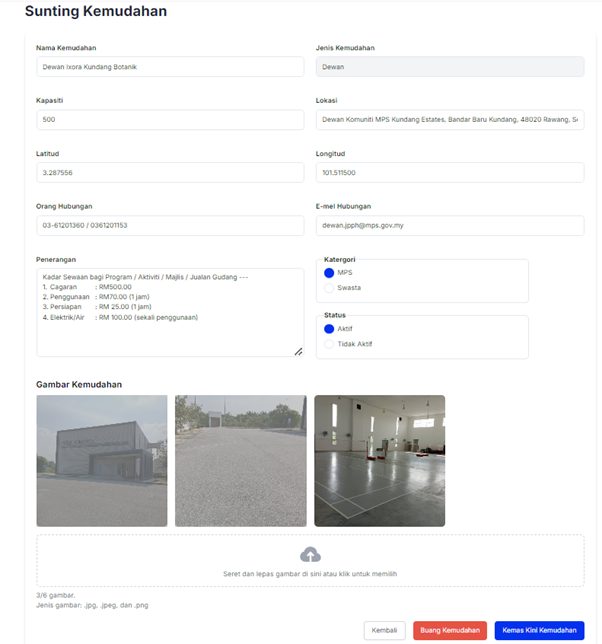 Sunting Kemudahan
Nama Kemudahan
Dewan Ixora Kundang Botanik
Jenis Kemudahan
Dewan
Kapasiti
500
Lokasi
Dewan Komuniti MPS Kundang Estates, Bandar Baru Kundang, 48020 Rawang, S
Latitud
3.287556
Longitud
101.511500
Orang Hubungan
03-61201360 / 0361201153
E-mel Hubungan
dewan.jpph@mps.gov.my
Penerangan
Kadar Sewaan bagi Program / Aktiviti / Majlis / Jualan Gudang ---
1. Cagaran : RM500.00
2. Penggunaan : RM70.00 (1 jam)
3. Persiapan : RM 25.00 (1 jam)
4. Elektrik/Air : RM 100.00 (sekali penggunaan)
Katergori
MPS
Swasta
Status
Aktif
Tidak Aktif
Gambar Kemudahan
Seret dan lepas gambar di sini atau klik untuk memilih
3/6 gambar.
Jenis gambar: .jpg, .jpeg, dan .png
Kembali
Buang Kemudahan
Kemas Kini Kemudahan